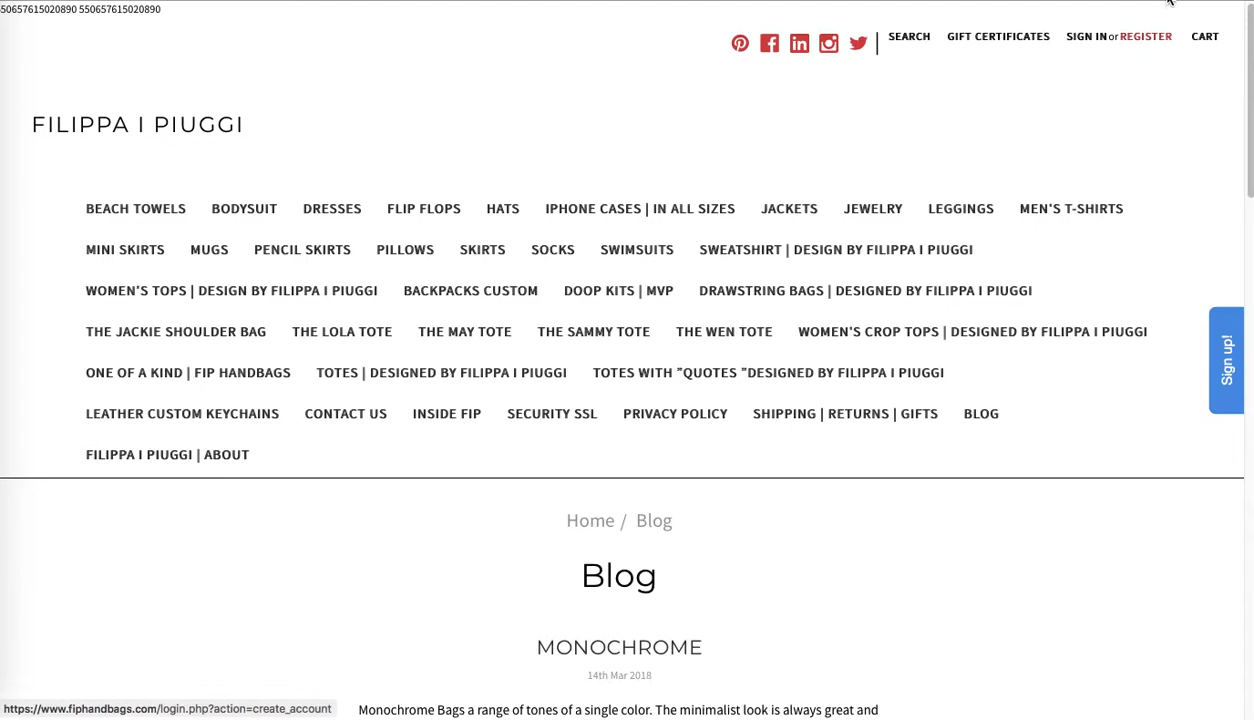 550657615020890 550657615020890
SEARCH GIFT CERTIFICATES SIGN IN or REGISTER CART
FILIPPA I PIUGGI
BEACH TOWELS BODYSUIT DRESSES FLIP FLOPS HATS IPHONE CASES | IN ALL SIZES JACKETS JEWELRY LEGGINGS MEN'S T-SHIRTS
MINI SKIRTS MUGS PENCIL SKIRTS PILLOWS SKIRTS SOCKS SWIMSUITS SWEATSHIRT | DESIGN BY FILIPPA I PIUGGI
WOMEN'S TOPS | DESIGN BY FILIPPA I PIUGGI BACKPACKS CUSTOM DOOP KITS | MVP DRAWSTRING BAGS | DESIGNED BY FILIPPA I PIUGGI
THE JACKIE SHOULDER BAG THE LOLA TOTE THE MAY TOTE THE SAMMY TOTE THE WEN TOTE WOMEN'S CROP TOPS | DESIGNED BY FILIPPA I PIUGGI
Sign up!
ONE OF A KIND | FIP HANDBAGS TOTES | DESIGNED BY FILIPPA I PIUGGI TOTES WITH "QUOTES "DESIGNED BY FILIPPA I PIUGGI
LEATHER CUSTOM KEYCHAINS CONTACT US INSIDE FIP SECURITY SSL PRIVACY POLICY SHIPPING | RETURNS | GIFTS BLOG
FILIPPA I PIUGGI | ABOUT
Home / Blog
Blog
MONOCHROME
14th Mar 2018
Monochrome Bags a range of tones of a single color. The minimalist look is always great and
https://www.fiphandbags.com/login.php?action=create_account